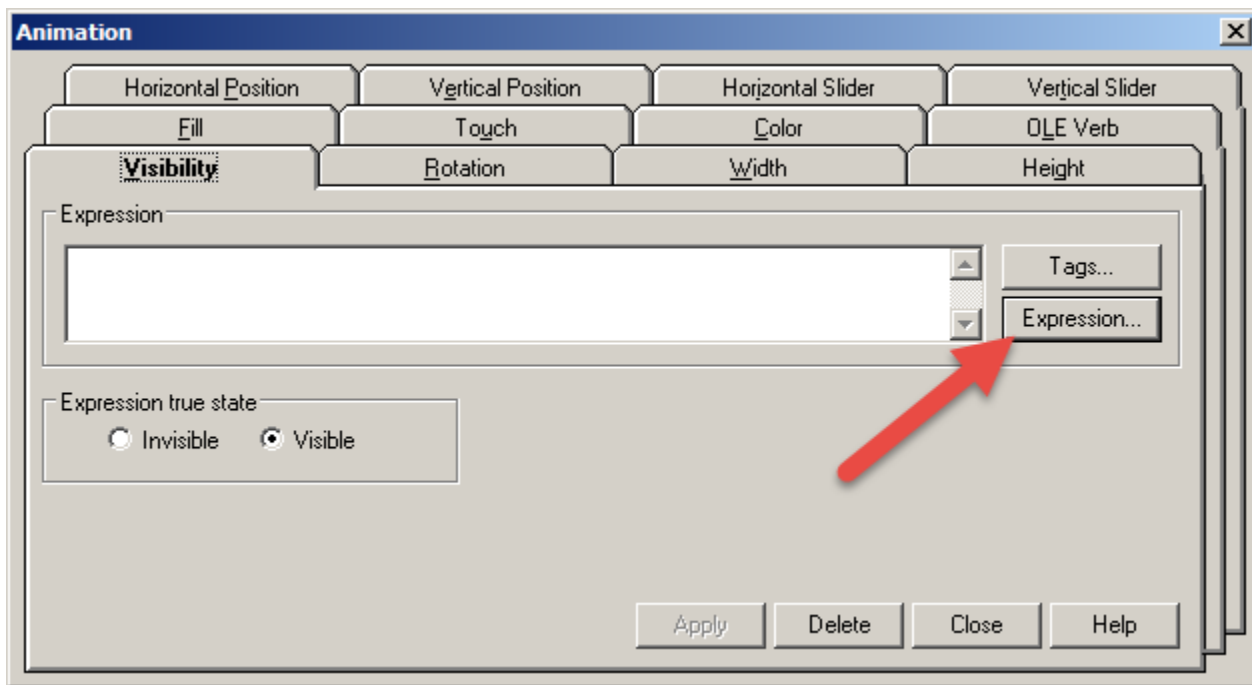 Animation
Horizontal Position Vertical Position Horizontal Slider Vertical Slider
Fill Touch Color OLE Verb
Visibility Rotation Width Height
Expression
Tags...
Expression...
Expression true state
Invisible Visible
Apply Delete Close Help